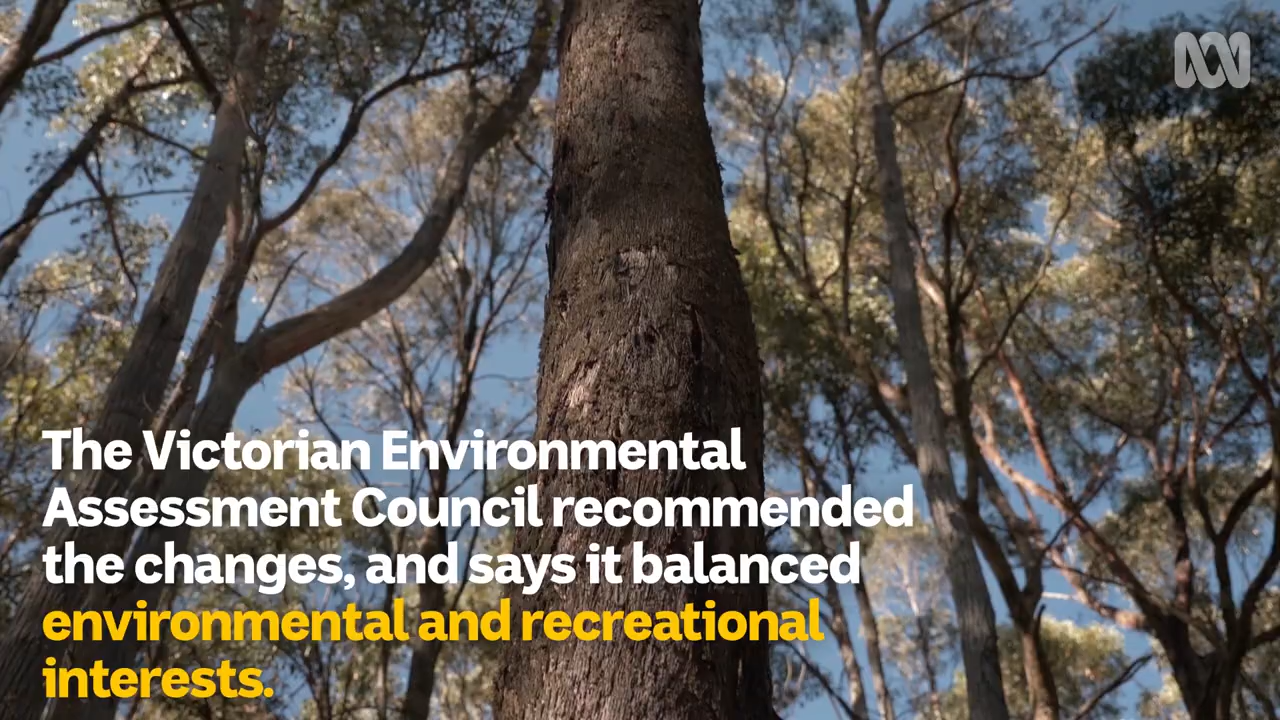 The Victorian Environmental
Assessment Council recommended
the changes, and says it balanced
environmental and recreational
interests.